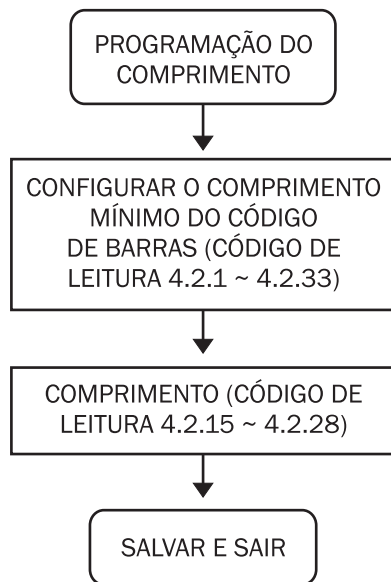 PROGRAMAÇÃO DO
COMPRIMENTO
CONFIGURAR O COMPRIMENTO
MÍNIMO DO CÓDIGO
DE BARRAS (CÓDIGO DE
LEITURA 4.2.1 ~ 4.2.33)
COMPRIMENTO (CÓDIGO DE
LEITURA 4.2.15 ~ 4.2.28)
SALVAR E SAIR